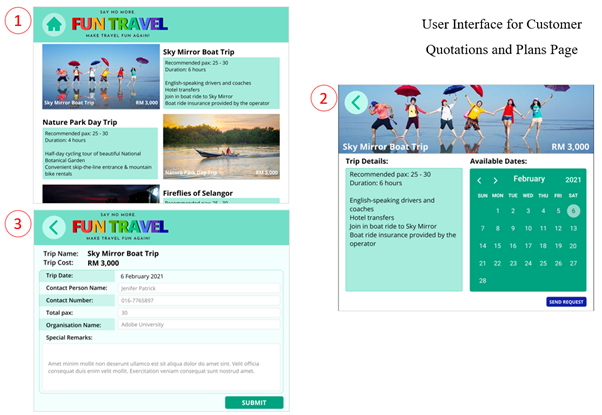 1
SAY NO MORE.
FUN TRAVEL
MAKE TRAVEL FUN AGAIN!
Sky Mirror Boat Trip
RM 3,000
Sky Mirror Boat Trip
Recommended pax: 25 - 30
Duration: 6 hours
English-speaking drivers and coaches
Hotel transfers
Join in boat ride to Sky Mirror
Boat ride insurance provided by the operator
Nature Park Day Trip
Recommended pax: 25 - 30
Duration: 4 hours
Half-day cycling tour of beautiful National
Botanical Garden
Convenient skip-the-line entrance & mountain
bike rentals
Nature Park Day Trip
RM 3,000
Fireflies of Selangor
Recommended pax: 25 - 30
User Interface for Customer
Quotations and Plans Page
2
Sky Mirror Boat Trip
RM 3,000
Trip Details:
Recommended pax: 25 - 30
Duration: 6 hours
English-speaking drivers and
coaches
Hotel transfers
Join in boat ride to Sky Mirror
Boat ride insurance provided by the
operator
Available Dates:
February 2021
SUN MON TUE WED THU FRI SAT
1 2 3 4 5 6
7 8 9 10 11 12 13
14 15 16 17 18 19 20
21 22 23 24 25 26 27
28
SEND REQUEST
3
SAY NO MORE.
FUN TRAVEL
MAKE TRAVEL FUN AGAIN!
Trip Name: Sky Mirror Boat Trip
Trip Cost: RM 3,000
Trip Date: 6 February 2021
Contact Person Name: Jenifer Patrick
Contact Number: 016-7765897
Total pax: 30
Organisation Name: Adobe University
Special Remarks:
Amet minim mollit non deserunt ullamco est sit aliqua dolor do amet sint. Velit officia
consequat duis enim velit mollit. Exercitation veniam consequat sunt nostrud amet.
SUBMIT